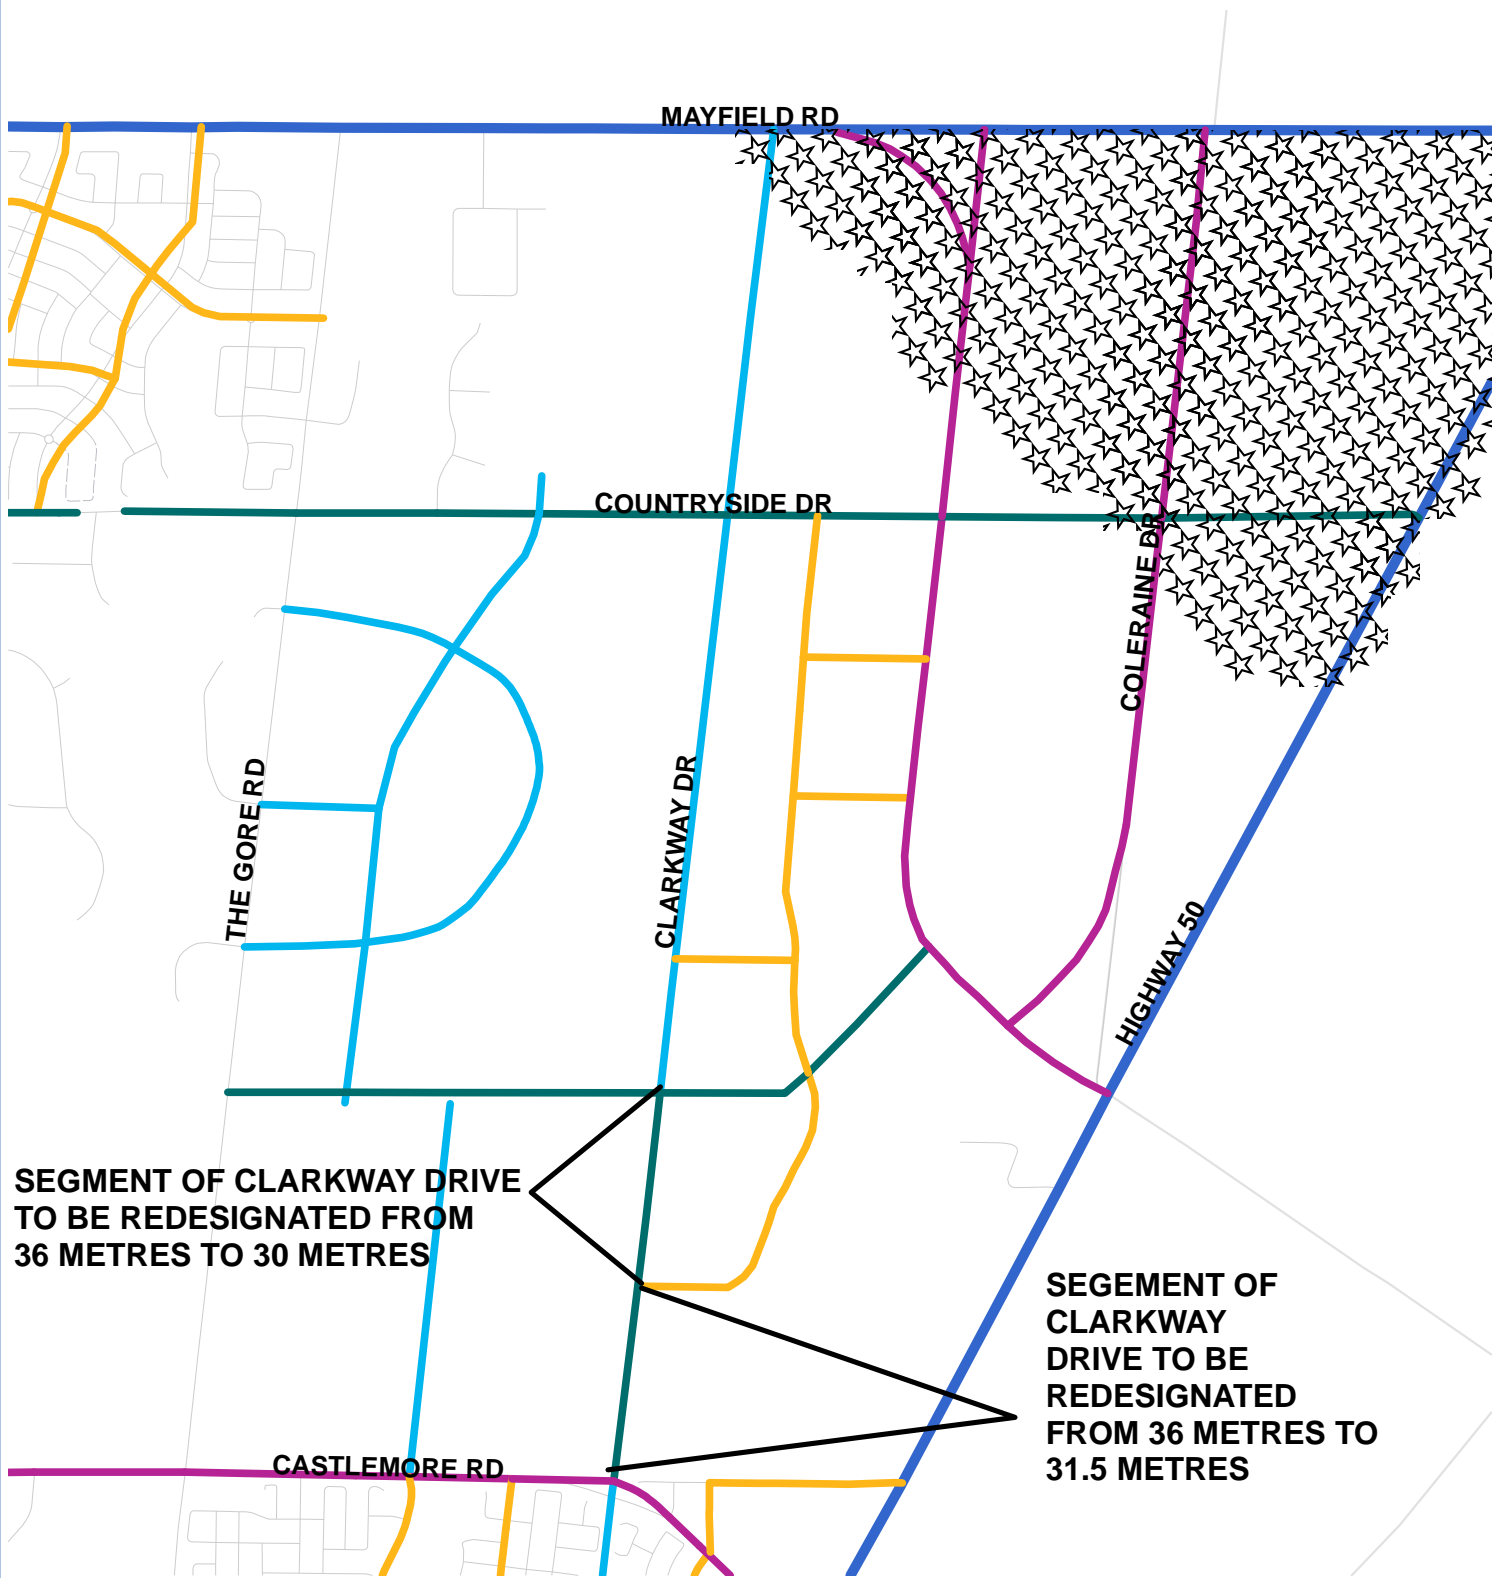 MAYFIELD RD
COUNTRYSIDE DR
COLERAINE DR
CLARKWAY DR
THE GORE RD
HIGHWAY 50
SEGMENT OF CLARKWAY DRIVE
TO BE REDESIGNATED FROM
36 METRES TO 30 METRES
SEGEMENT OF
CLARKWAY
DRIVE TO BE
REDESIGNATED
FROM 36 METRES TO
31.5 METRES
CASTLEMORE RD